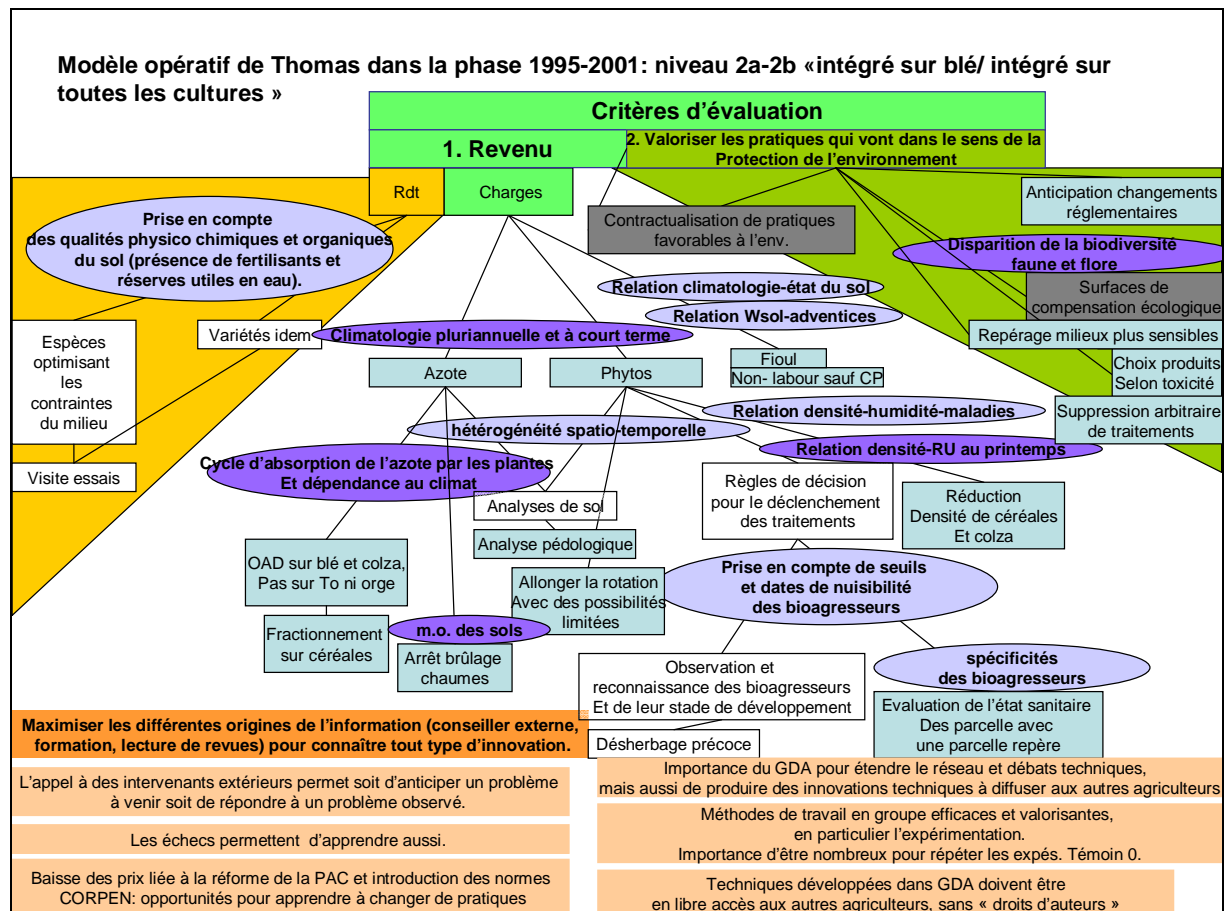 Modèle opératif de Thomas dans la phase 1995-2001: niveau 2a-2b «intégré sur blé/ intégré sur
toutes les cultures »
Critères d'évaluation
1. Revenu
2. Valoriser les pratiques qui vont dans le sens de la
Protection de l'environnement
Rdt
Charges
Anticipation changements
réglementaires
Prise en compte
des qualités physico chimiques et organiques
du sol (présence de fertilisants et
réserves utiles en eau).
Contractualisation de pratiques
favorables à l'env.
Disparition de la biodiversité
faune et flore
Relation climatologie-état du sol
Surfaces de
compensation écologique
Relation Wsol-adventices
Espèces
optimisant
les
contraintes
du milieu
Variétés idem
Climatologie pluriannuelle et à court terme
Repérage milieux plus sensibles
Fioul
Non- labour sauf CP
Choix produits
Selon toxicité
Azote
Phytos
Relation densité-humidité-maladies
Suppression arbitraire
de traitements
hétérogénéité spatio-temporelle
Relation densité-RU au printemps
Visite essais
Cycle d'absorption de l'azote par les plantes
Et dépendance au climat
Règles de décision
pour le déclenchement
des traitements
Réduction
Densité de céréales
Et colza
Analyses de sol
Analyse pédologique
OAD sur blé et colza,
Pas sur To ni orge
Prise en compte de seuils
et dates de nuisibilité
des bioagresseurs
Allonger la rotation
Avec des possibilités
limitées
Fractionnement
sur céréales
m.o. des sols
Arrêt brûlage
chaumes
Observation et
reconnaissance des bioagresseurs
Et de leur stade de développement
spécificités
des bioagresseurs
Evaluation de l'état sanitaire
Des parcelle avec
une parcelle repère
Désherbage précoce
Maximiser les différentes origines de l'information (conseiller externe,
formation, lecture de revues) pour connaître tout type d'innovation.
L'appel à des intervenants extérieurs permet soit d'anticiper un problème
à venir soit de répondre à un problème observé.
Les échecs permettent d'apprendre aussi.
Baisse des prix liée à la réforme de la PAC et introduction des normes
CORPEN: opportunités pour apprendre à changer de pratiques
Importance du GDA pour étendre le réseau et débats techniques,
mais aussi de produire des innovations techniques à diffuser aux autres agriculteurs
Méthodes de travail en groupe efficaces et valorisantes,
en particulier l'expérimentation.
Importance d'être nombreux pour répéter les expés. Témoin 0.
Techniques développées dans GDA doivent être
en libre accès aux autres agriculteurs, sans « droits d'auteurs »